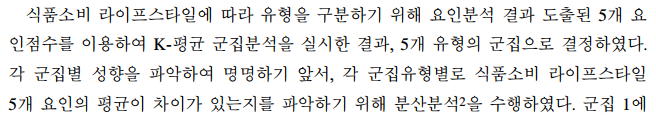 식품소비 라이프스타일에 따라 유형을 구분하기 위해 요인분석 결과 도출된 5개 요
인점수를 이용하여 K-평균 군집분석을 실시한 결과, 5개 유형의 군집으로 결정하였다.
각 군집별 성향을 파악하여 명명하기 앞서, 각 군집유형별로 식품소비 라이프스타일
5개 요인의 평균이 차이가 있는지를 파악하기 위해 분산분석2을 수행하였다. 군집 1에